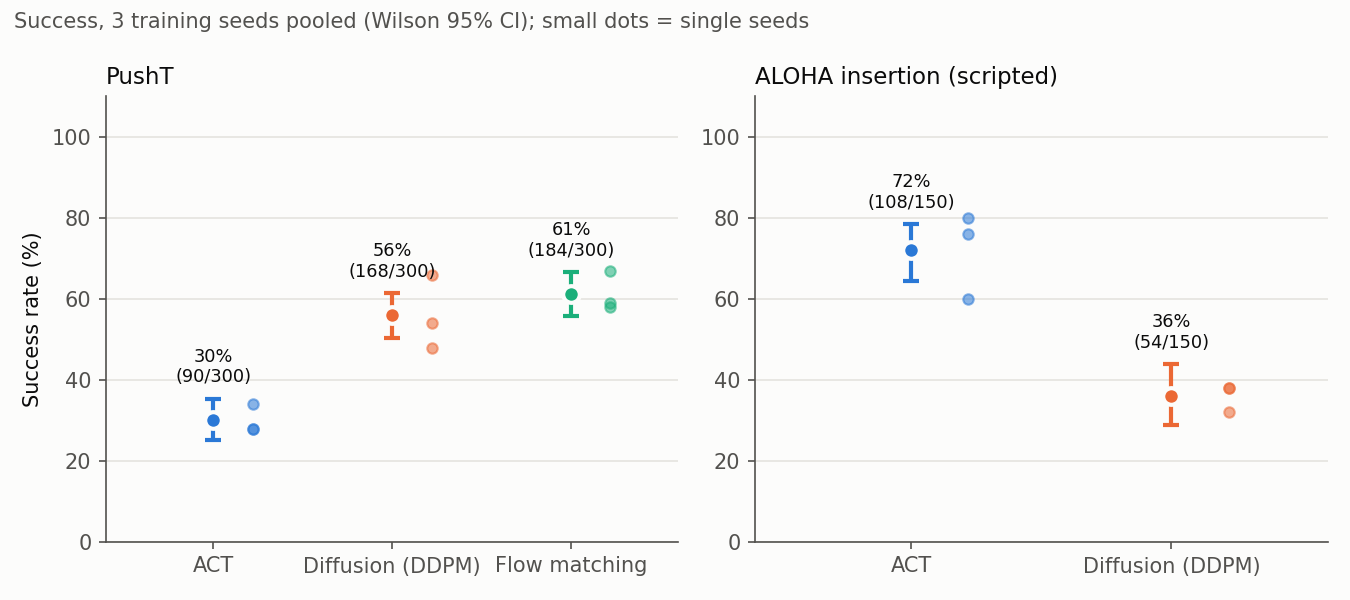 Success, 3 training seeds pooled (Wilson 95% CI); small dots = single seeds
PushT
Success rate (%)
100
80
60
40
20
0
30%
(90/300)
56%
(168/300)
61%
(184/300)
ACT
Diffusion (DDPM)
Flow matching
ALOHA insertion (scripted)
100
80
60
40
20
0
72%
(108/150)
36%
(54/150)
ACT
Diffusion (DDPM)